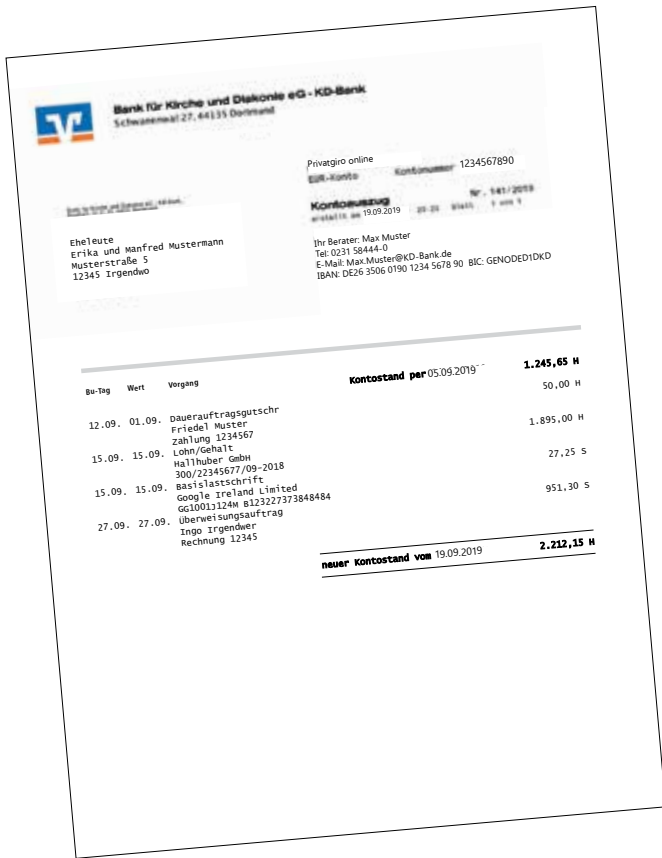 Bank für Kirche und Diakonie eG - KD-Bank
Schwanenwall 27, 44135 Dortmund
Privatgiro online
EUR-Konto Kontonummer 1234567890
Kontoauszug Nr. 141/2019
erstellt am 19.09.2019 Blatt 1 von 1
Eheleute
Erika und Manfred Mustermann
Musterstraße 5
12345 Irgendwo
Ihr Berater: Max Muster
Tel: 0231 58444-0
E-Mail: Max.Muster@KD-Bank.de
IBAN: DE26 3506 0190 1234 5678 90 BIC: GENODED1DKD
Bu-Tag Wert Vorgang Kontostand per 05.09.2019 1.245,65 H
12.09. 01.09. Dauerauftragsgutschr 50,00 H
Friedel Muster
Zahlung 1234567
15.09. 15.09. Lohn/Gehalt 1.895,00 H
Hallhuber GmbH
300/22345677/09-2018
15.09. 15.09. Basislastschrift 27,25 S
Google Ireland Limited
GG1001J124M B123227373848484
27.09. 27.09. Überweisungsauftrag 951,30 S
Ingo Irgendwer
Rechnung 12345
neuer Kontostand vom 19.09.2019 2.212,15 H